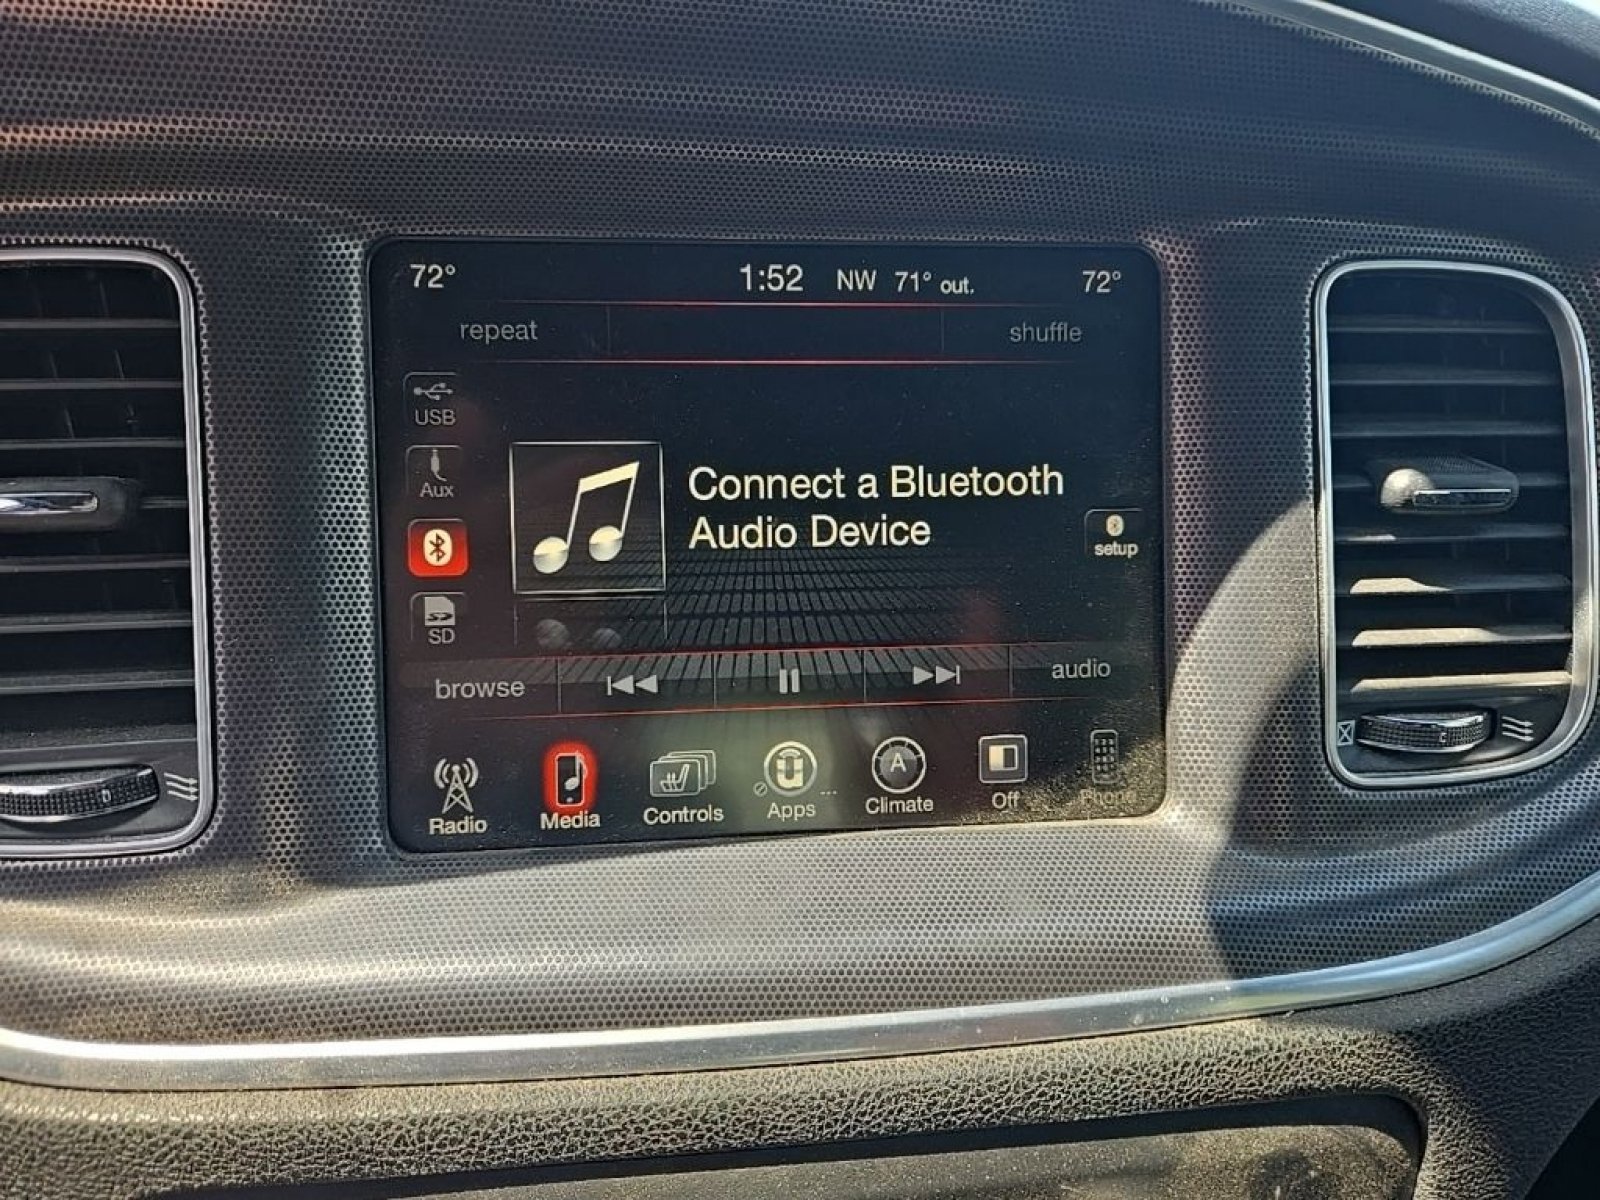 72° 1:52 NW 71° out. 72°
repeat shuffle
USB
Aux
Connect a Bluetooth
Audio Device
setup
SD
browse audio
Radio Media Controls Apps ... Climate Off Phone
A